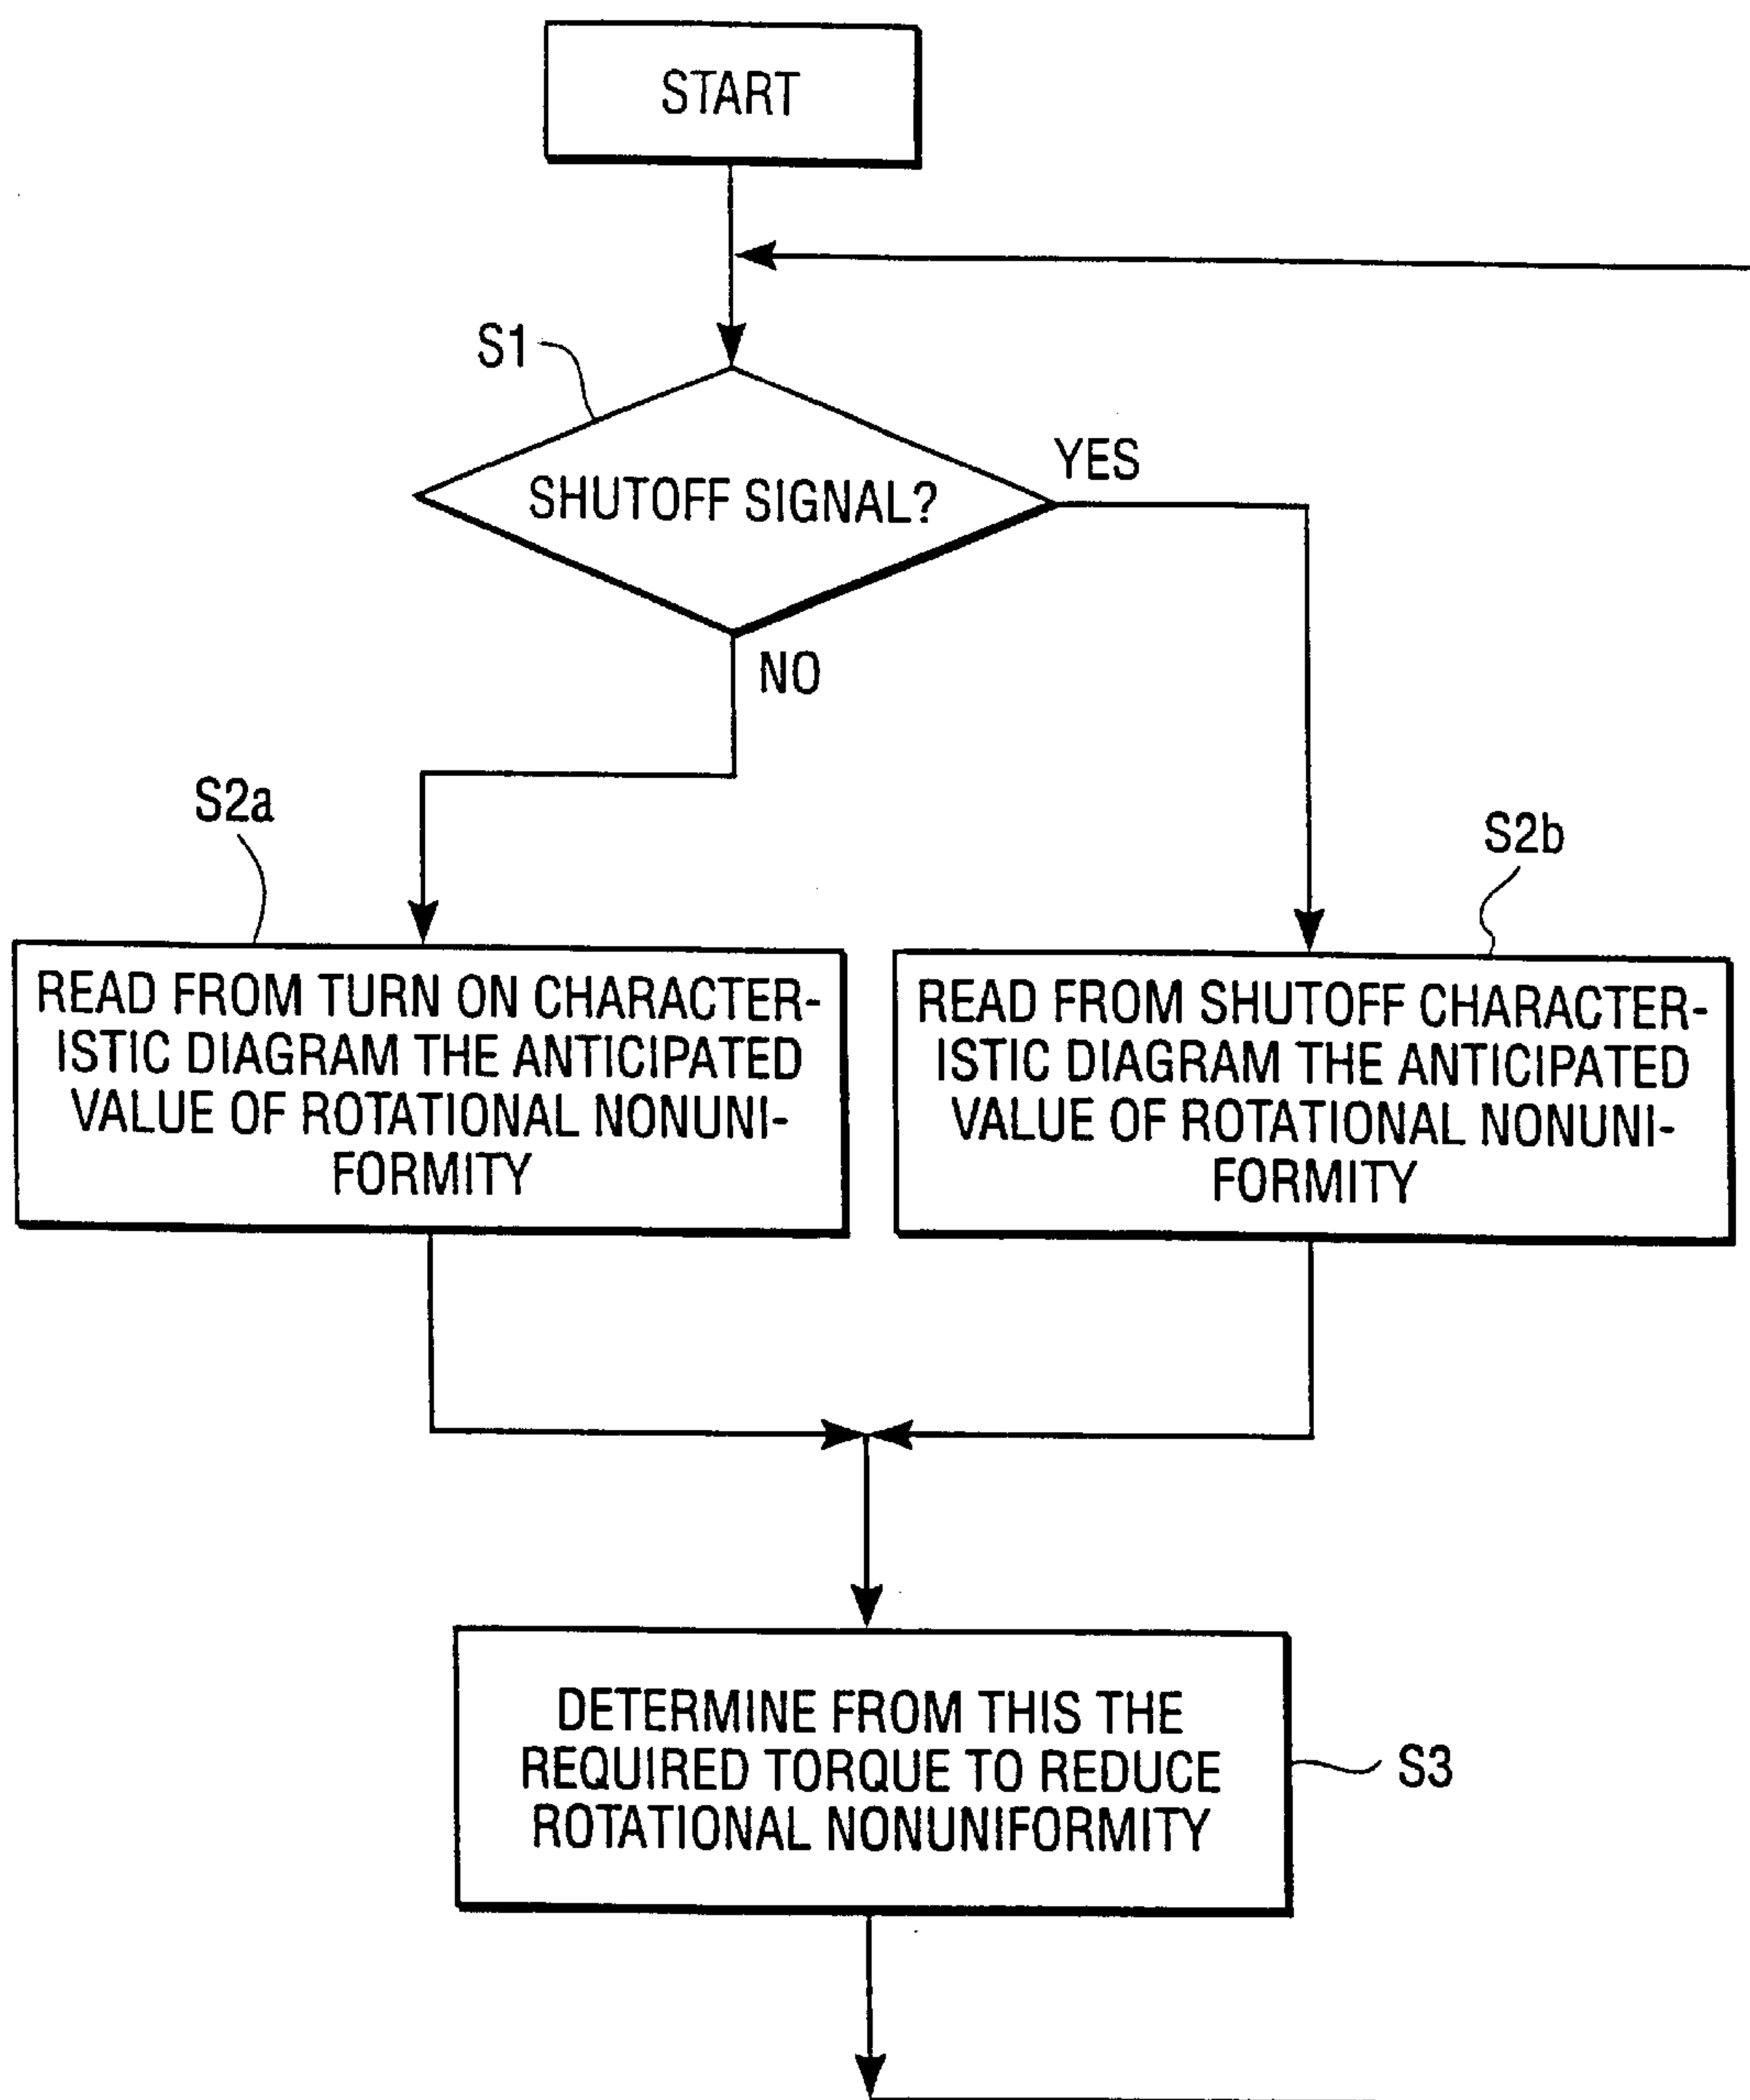 START
S1
YES
SHUTOFF SIGNAL?
NO
S2a
S2b
READ FROM TURN ON CHARACTER-
ISTIC DIAGRAM THE ANTICIPATED
VALUE OF ROTATIONAL NONUNI-
FORMITY
READ FROM SHUTOFF CHARACTER-
ISTIC DIAGRAM THE ANTICIPATED
VALUE OF ROTATIONAL NONUNI-
FORMITY
DETERMINE FROM THIS THE
REQUIRED TORQUE TO REDUCE
ROTATIONAL NONUNIFORMITY
S3